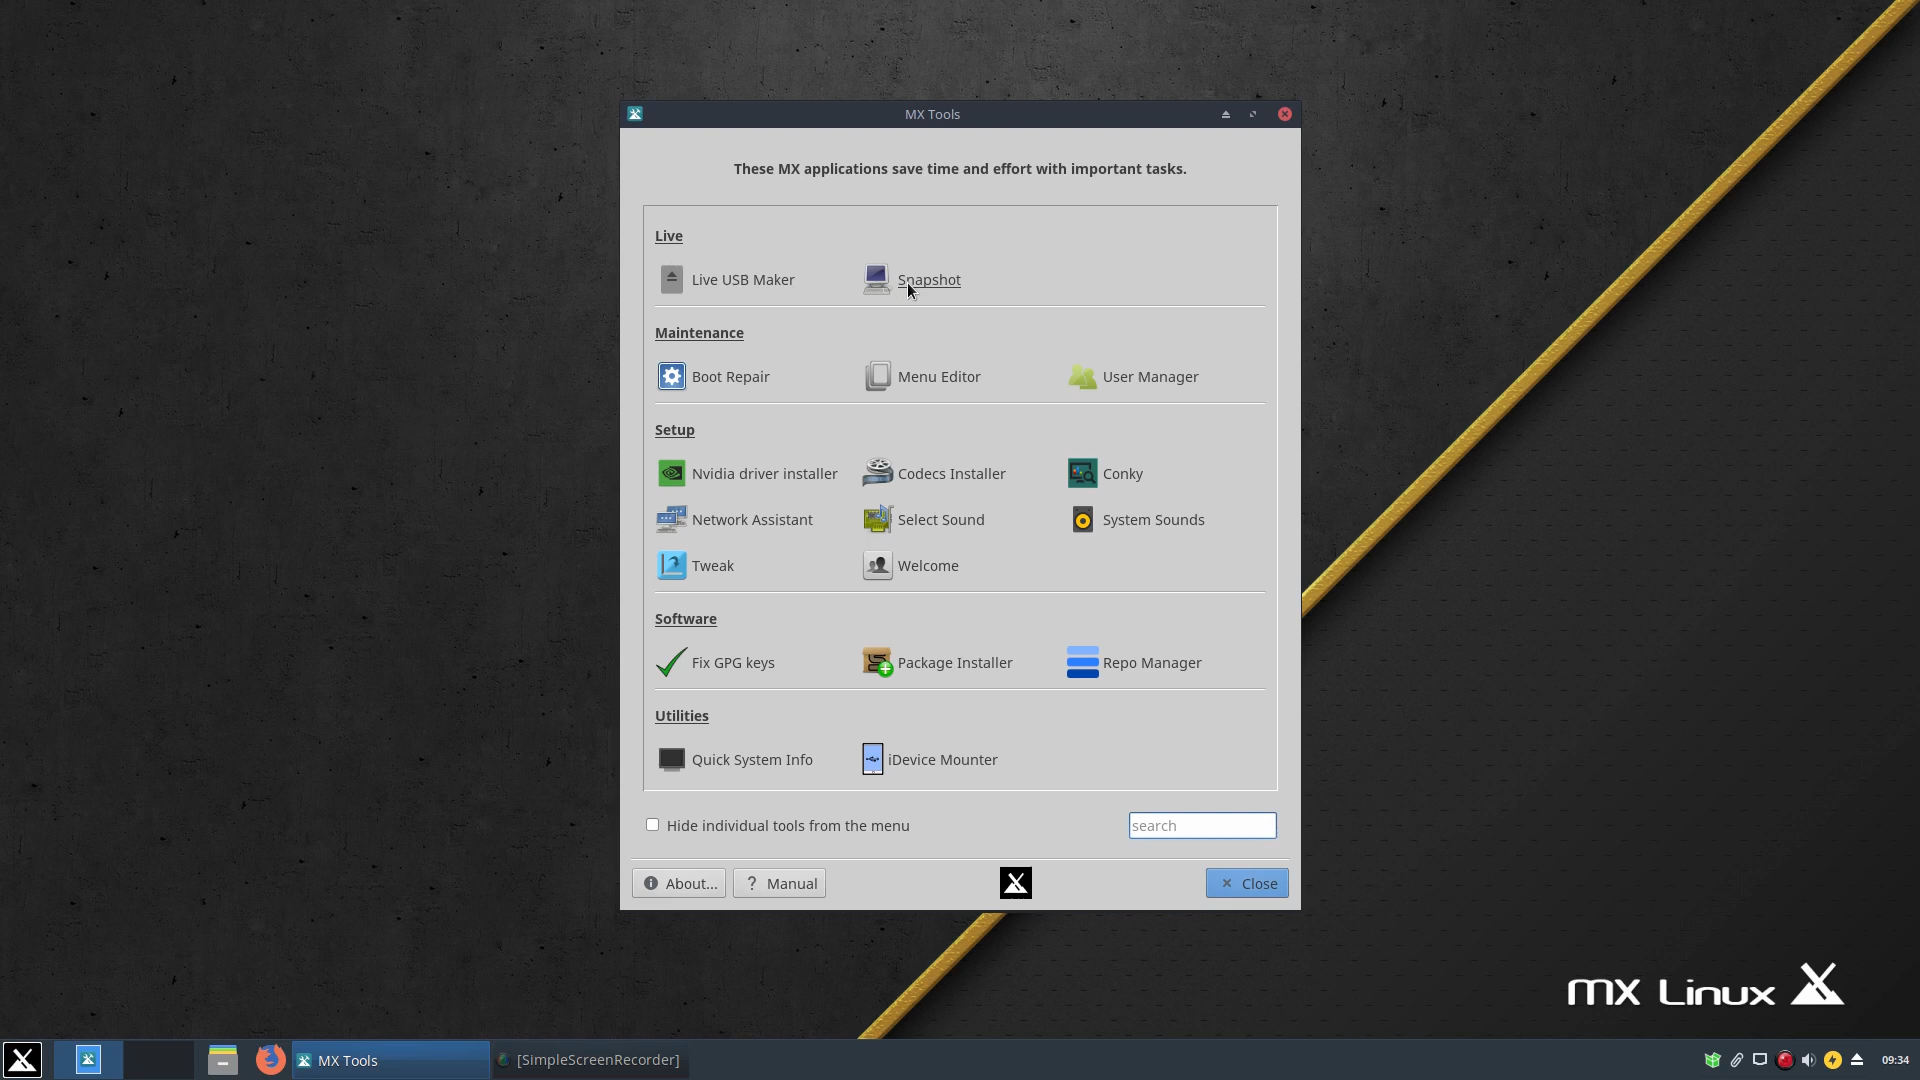 MX Tools
These MX applications save time and effort with important tasks.
Live
Live USB Maker Snapshot
Maintenance
Boot Repair Menu Editor User Manager
Setup
Nvidia driver installer Codecs Installer Conky
Network Assistant Select Sound System Sounds
Tweak Welcome
Software
Fix GPG keys Package Installer Repo Manager
Utilities
Quick System Info iDevice Mounter
Hide individual tools from the menu search
About... ? Manual Close
mx Linux
MX Tools [SimpleScreenRecorder] 09:34